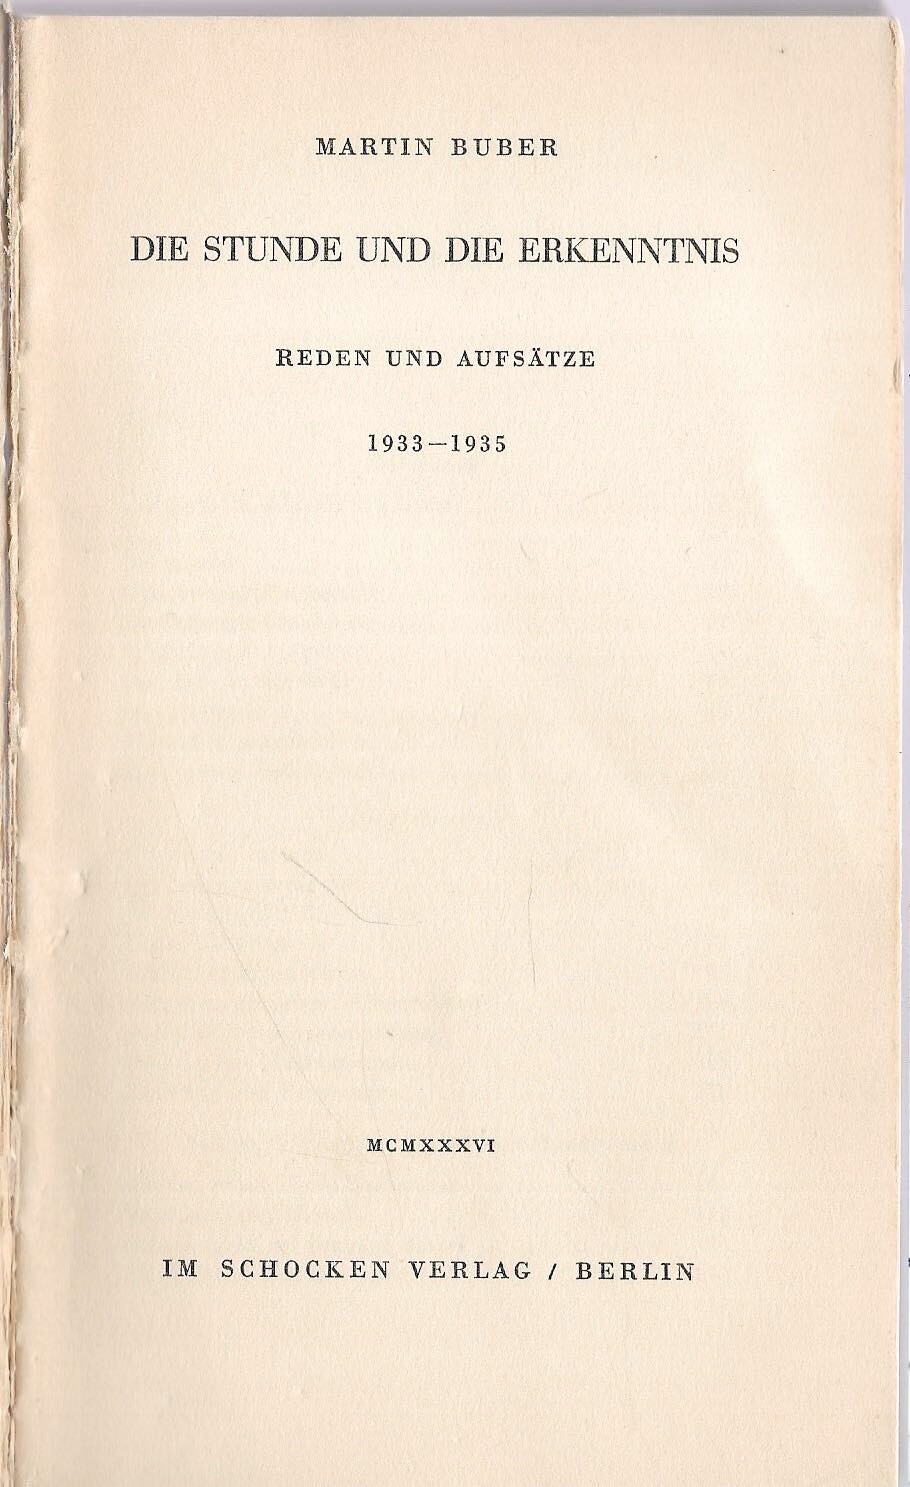 MARTIN BUBER
DIE STUNDE UND DIE ERKENNTNIS
REDEN UND AUFSÄTZE
1933—1935
MCMXXXVI
IM SCHOCKEN VERLAG / BERLIN